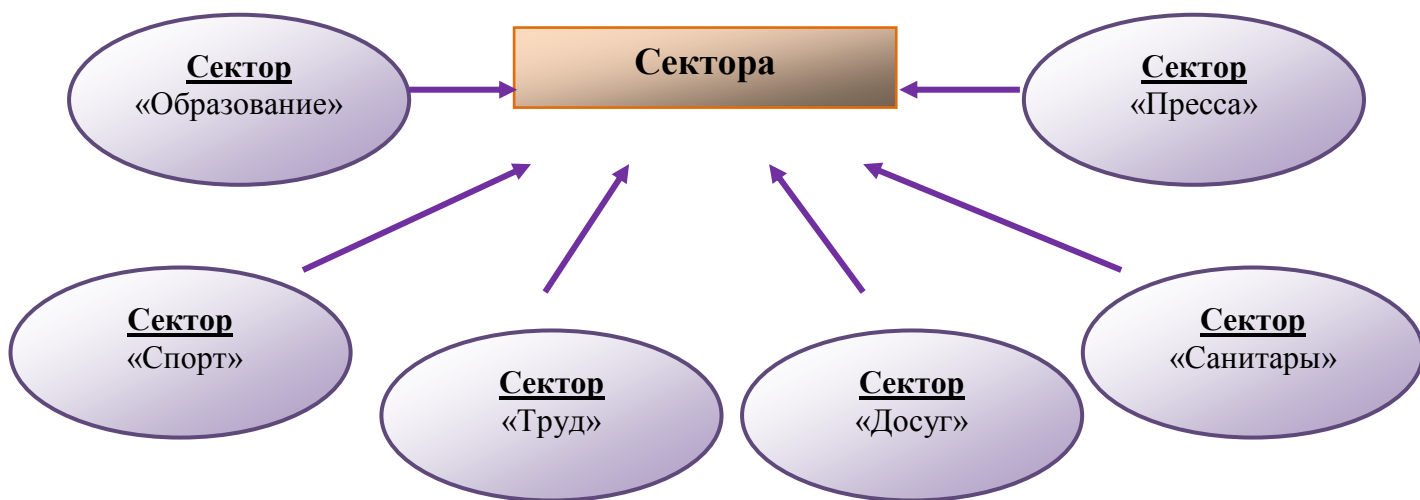 Сектор
«Образование»
Сектора
Сектор
«Пресса»
Сектор
«Спорт»
Сектор
«Труд»
Сектор
«Досуг»
Сектор
«Санитары»